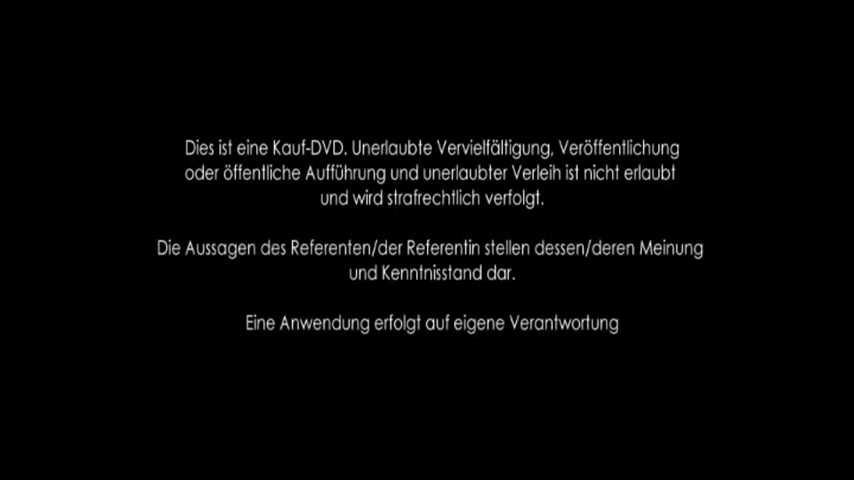 Dies ist eine Kauf-DVD. Unerlaubte Vervielfältigung, Veröffentlichung
oder öffentliche Aufführung und unerlaubter Verleih ist nicht erlaubt
und wird strafrechtlich verfolgt.
Die Aussagen des Referenten/der Referentin stellen dessen/deren Meinung
und Kenntnisstand dar.
Eine Anwendung erfolgt auf eigene Verantwortung